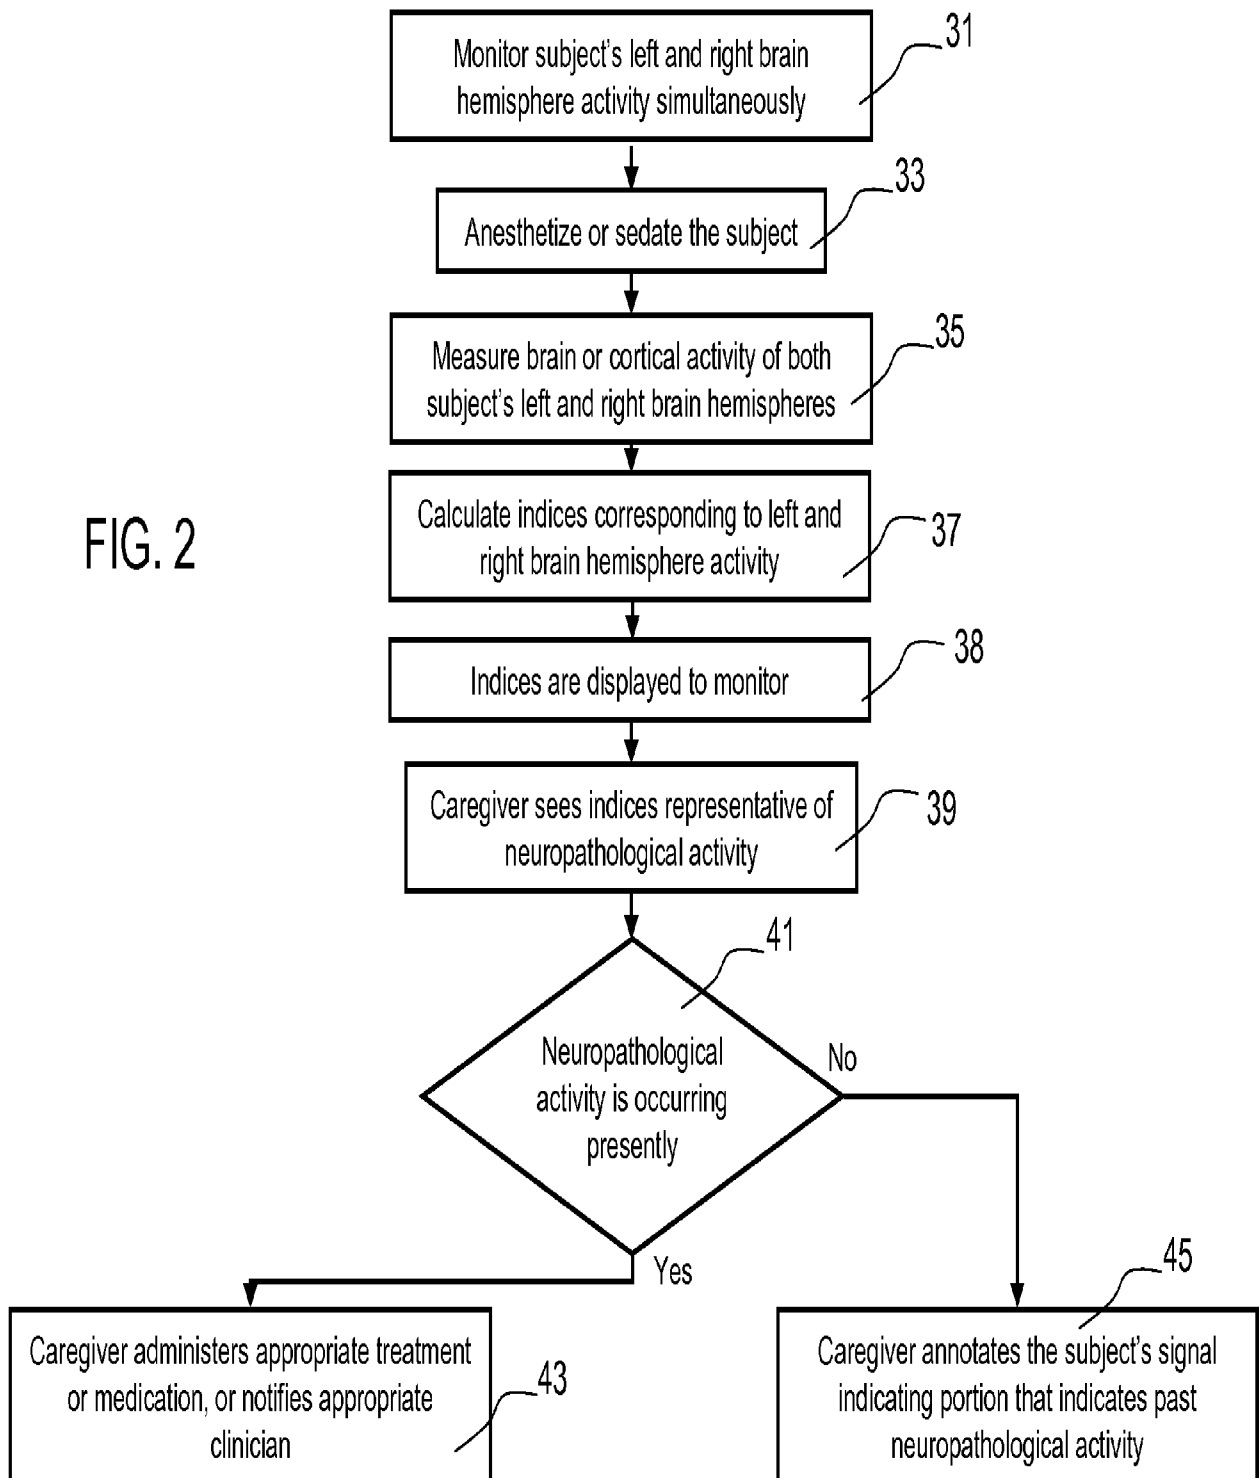 Monitor subject's left and right brain
hemisphere activity simultaneously
31
Anesthetize or sedate the subject
33
Measure brain or cortical activity of both
subject's left and right brain hemispheres
35
FIG. 2
Calculate indices corresponding to left and
right brain hemisphere activity
37
Indices are displayed to monitor
38
Caregiver sees indices representative of
neuropathological activity
39
41
Neuropathological
activity is occurring
presently
No
Yes
Caregiver administers appropriate treatment
or medication, or notifies appropriate
clinician
43
45
Caregiver annotates the subject's signal
indicating portion that indicates past
neuropathological activity